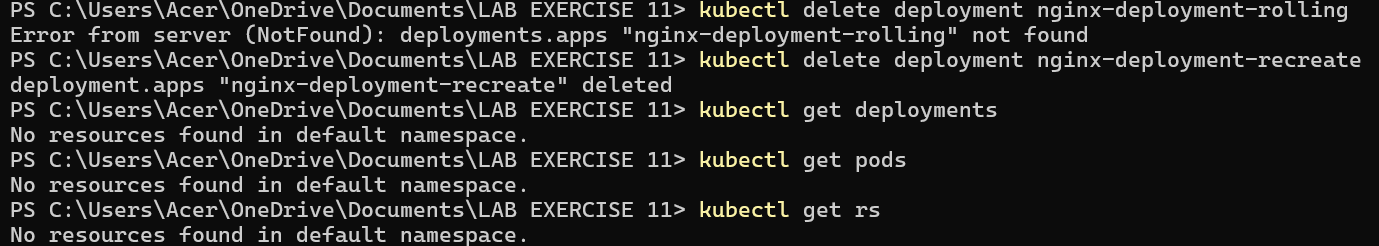 PS C:\Users\Acer\OneDrive\Documents\LAB EXERCISE 11> kubectl delete deployment nginx-deployment-rolling
Error from server (NotFound): deployments.apps "nginx-deployment-rolling" not found
PS C:\Users\Acer\OneDrive\Documents\LAB EXERCISE 11> kubectl delete deployment nginx-deployment-recreate
deployment.apps "nginx-deployment-recreate" deleted
PS C:\Users\Acer\OneDrive\Documents\LAB EXERCISE 11> kubectl get deployments
No resources found in default namespace.
PS C:\Users\Acer\OneDrive\Documents\LAB EXERCISE 11> kubectl get pods
No resources found in default namespace.
PS C:\Users\Acer\OneDrive\Documents\LAB EXERCISE 11> kubectl get rs
No resources found in default namespace.